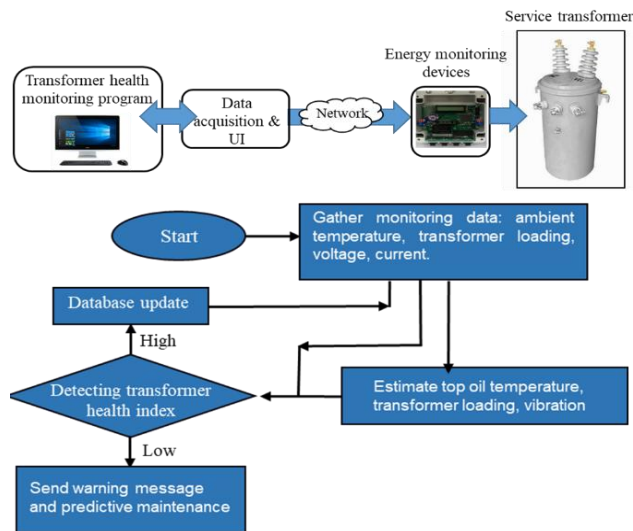 Service transformer
Energy monitoring
devices
Transformer health
monitoring program
Data
acquisition &
UI
Network
Start
Gather monitoring data: ambient
temperature, transformer loading,
voltage, current.
Database update
High
Detecting transformer
health index
Estimate top oil temperature,
transformer loading, vibration
Low
Send warning message
and predictive maintenance